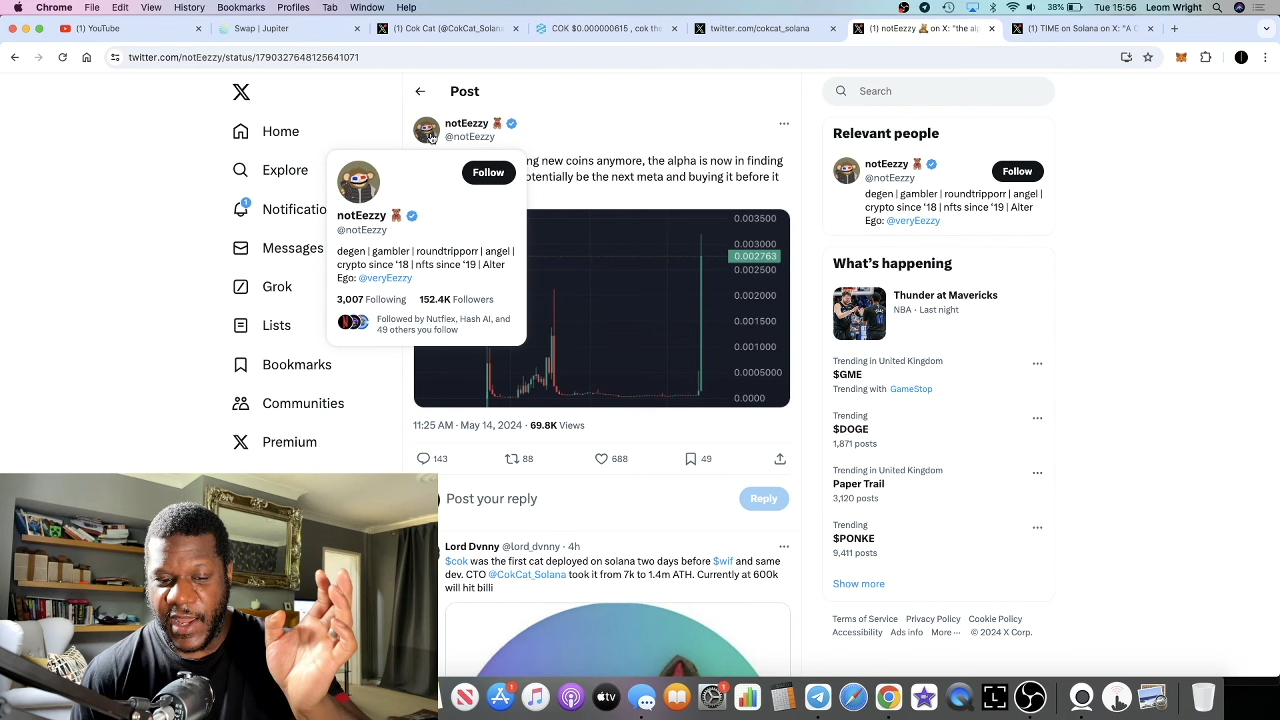 Chrome File Edit View History Bookmarks Profiles Tab Window Help
38% Tue 15:56 Leom Wright
(1) YouTube
Swap | Jupiter
(1) Cok Cat (@CokCat_Solana
COK $0.000000615 , cok the
twitter.com/cokcat_solana
(1) notEezzy on X: "the alp
(1) TIME on Solana on X: "A C
twitter.com/notEezzy/status/1790327648125641071
Home
Explore
Notificatio
1
Messages
Grok
Lists
Bookmarks
Communities
Premium
Post
notEezzy
@notEezzy
ng new coins anymore, the alpha is now in finding
otentially be the next meta and buying it before it
Follow
notEezzy
@notEezzy
degen | gambler | roundtripporr | angel |
crypto since '18 | nfts since '19 | Alter
Ego: @veryEezzy
3,007 Following 152.4K Followers
Followed by Nutflex, Hash AI, and
49 others you follow
0.003500
0.003000
0.002763
0.002500
0.002000
0.001500
0.001000
0.0005000
0.0000
11:25 AM · May 14, 2024 · 69.8K Views
143 88 688 49
Post your reply
Reply
Lord Dvnny @lord_dvnny · 4h
$cok was the first cat deployed on solana two days before $wif and same
dev. CTO @CokCat_Solana took it from 7k to 1.4m ATH. Currently at 600k
will hit billi
Search
Relevant people
notEezzy
@notEezzy
Follow
degen | gambler | roundtripporr | angel |
crypto since '18 | nfts since '19 | Alter
Ego: @veryEezzy
What's happening
Thunder at Mavericks
NBA · Last night
Trending in United Kingdom
$GME
Trending with GameStop
Trending
$DOGE
1,871 posts
Trending in United Kingdom
Paper Trail
3,120 posts
Trending
$PONKE
9,411 posts
Show more
Terms of Service Privacy Policy Cookie Policy
Accessibility Ads info More ··· © 2024 X Corp.